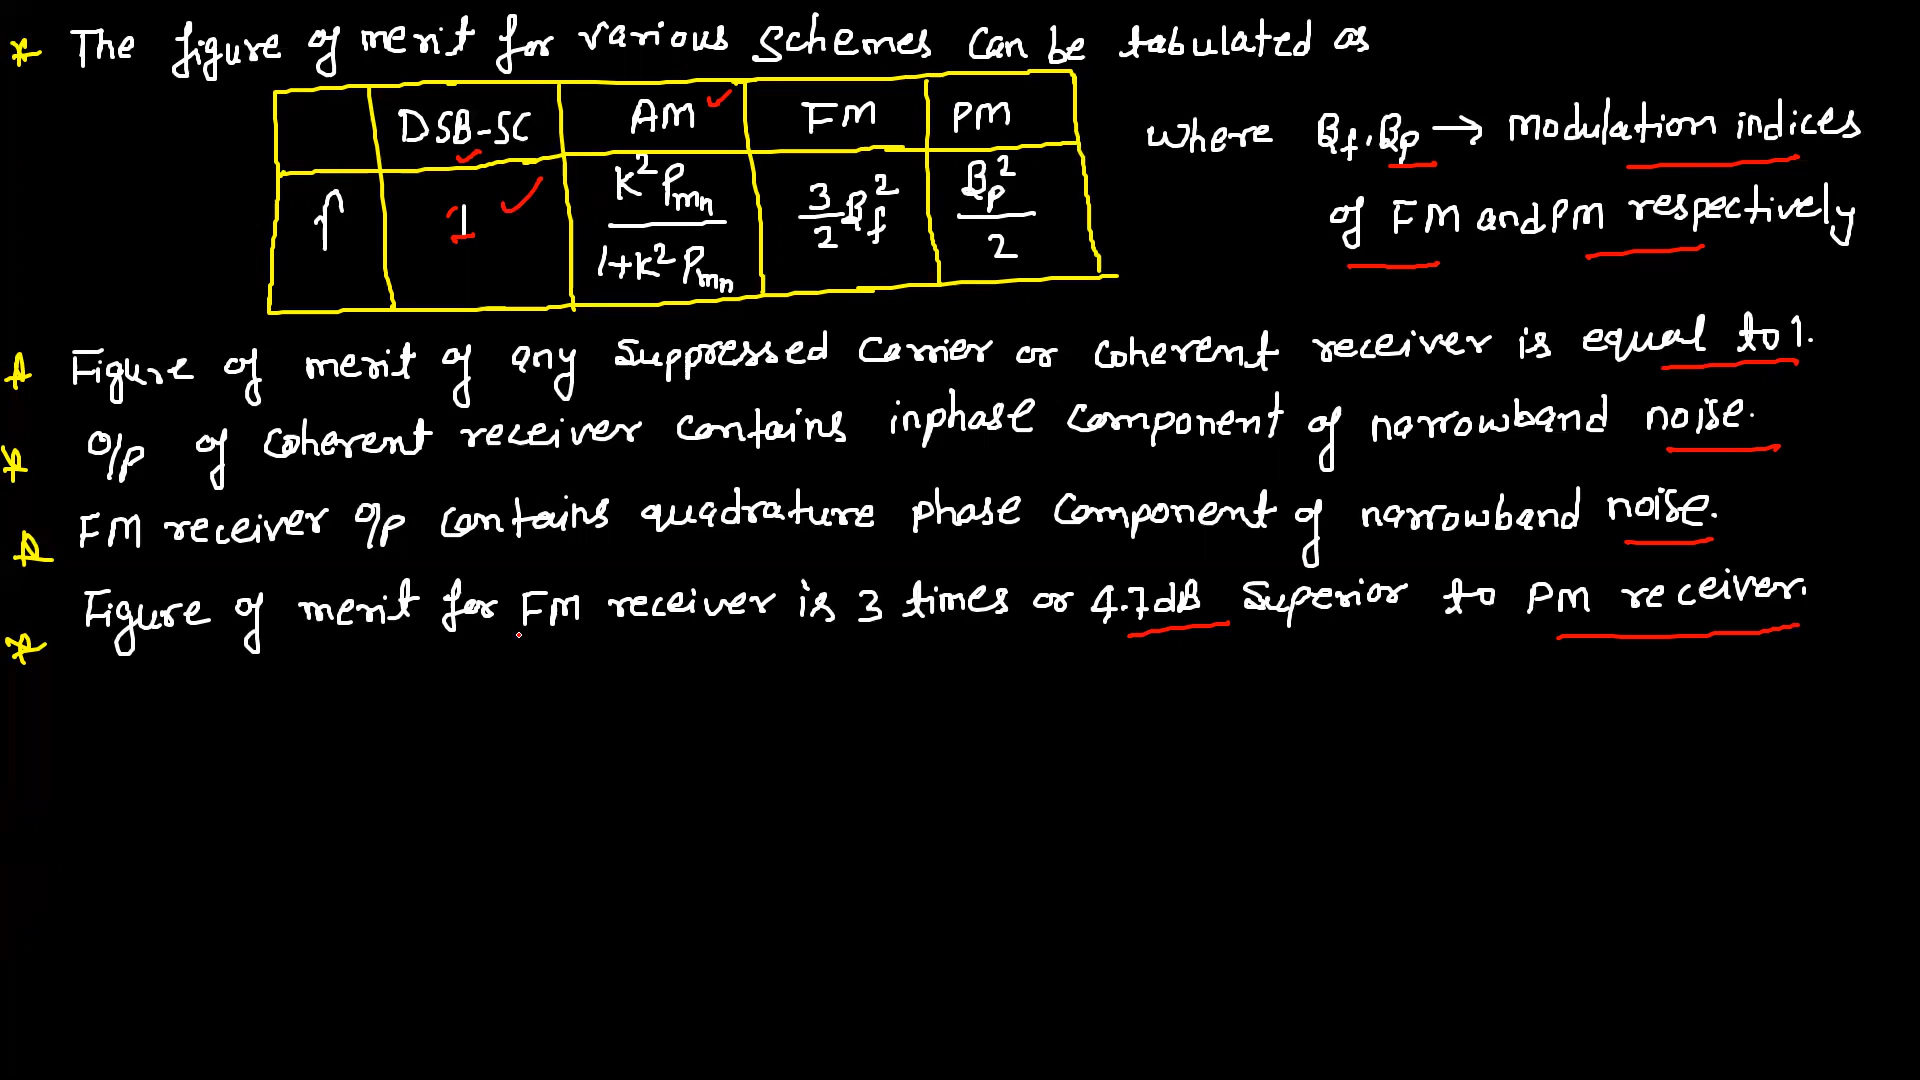 * The figure of merit for various schemes can be tabulated as
DSB-SC AM FM PM
where βf, βp → modulation indices
of FM and PM respectively
Γ 1 K²Pmn / 1+K²Pmn 3/2 βf² βp²/2
* Figure of merit of any suppressed carrier or coherent receiver is equal to 1.
* o/p of coherent receiver contains inphase component of narrowband noise.
* FM receiver o/p contains quadrature phase component of narrowband noise.
* Figure of merit for FM receiver is 3 times or 4.7dB superior to PM receiver.